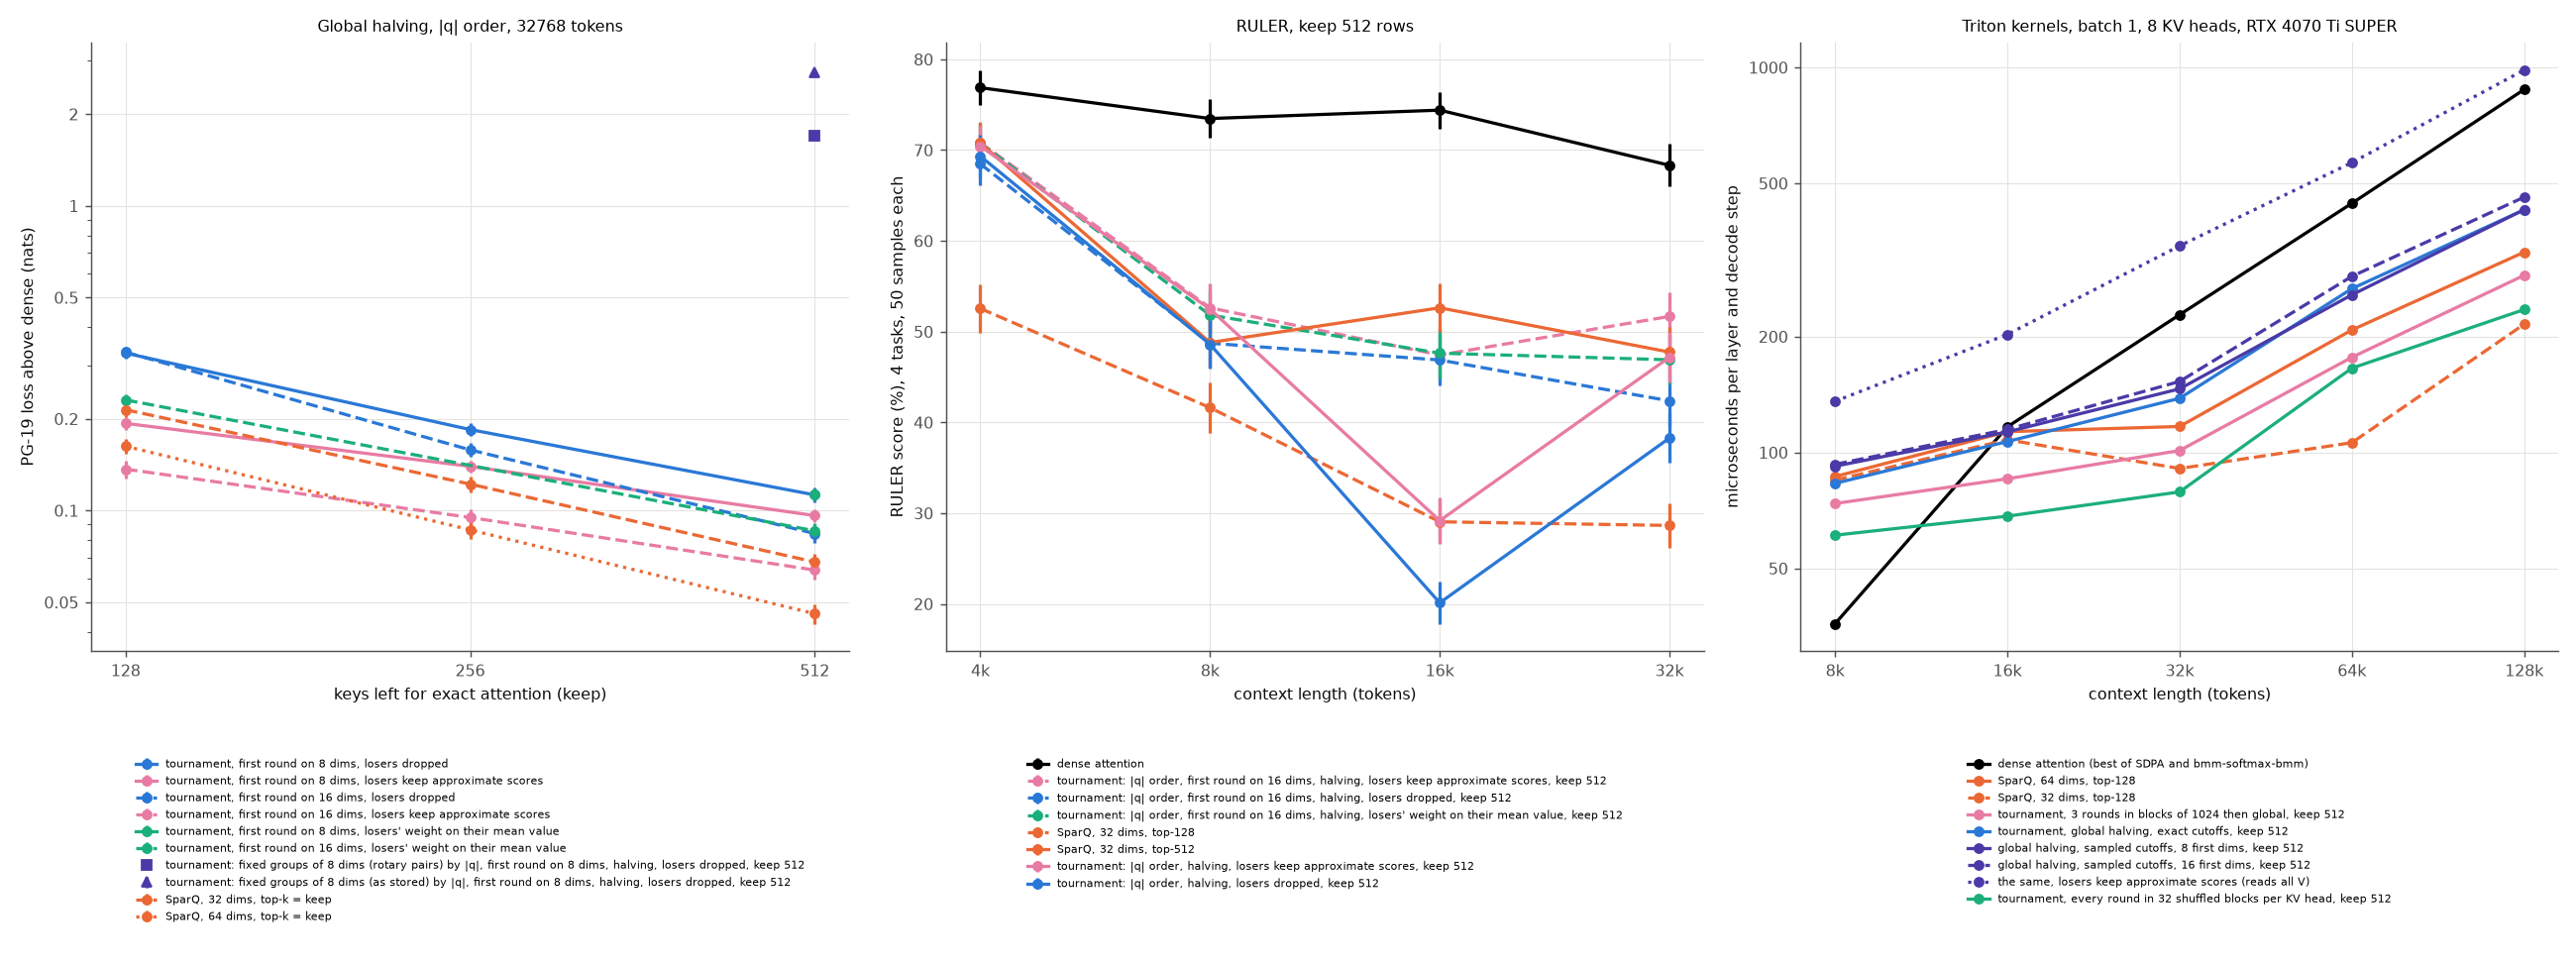 Global halving, |q| order, 32768 tokens
PG-19 loss above dense (nats)
2
1
0.5
0.2
0.1
0.05
128
256
512
keys left for exact attention (keep)
tournament, first round on 8 dims, losers dropped
tournament, first round on 8 dims, losers keep approximate scores
tournament, first round on 16 dims, losers dropped
tournament, first round on 16 dims, losers keep approximate scores
tournament, first round on 8 dims, losers' weight on their mean value
tournament, first round on 16 dims, losers' weight on their mean value
tournament: fixed groups of 8 dims (rotary pairs) by |q|, first round on 8 dims, halving, losers dropped, keep 512
tournament: fixed groups of 8 dims (as stored) by |q|, first round on 8 dims, halving, losers dropped, keep 512
SparQ, 32 dims, top-k = keep
SparQ, 64 dims, top-k = keep
RULER, keep 512 rows
RULER score (%), 4 tasks, 50 samples each
80
70
60
50
40
30
20
4k
8k
16k
32k
context length (tokens)
dense attention
tournament: |q| order, first round on 16 dims, halving, losers keep approximate scores, keep 512
tournament: |q| order, first round on 16 dims, halving, losers dropped, keep 512
tournament: |q| order, first round on 16 dims, halving, losers' weight on their mean value, keep 512
SparQ, 32 dims, top-128
SparQ, 32 dims, top-512
tournament: |q| order, halving, losers keep approximate scores, keep 512
tournament: |q| order, halving, losers dropped, keep 512
Triton kernels, batch 1, 8 KV heads, RTX 4070 Ti SUPER
microseconds per layer and decode step
1000
500
200
100
50
8k
16k
32k
64k
128k
context length (tokens)
dense attention (best of SDPA and bmm-softmax-bmm)
SparQ, 64 dims, top-128
SparQ, 32 dims, top-128
tournament, 3 rounds in blocks of 1024 then global, keep 512
tournament, global halving, exact cutoffs, keep 512
global halving, sampled cutoffs, 8 first dims, keep 512
global halving, sampled cutoffs, 16 first dims, keep 512
the same, losers keep approximate scores (reads all V)
tournament, every round in 32 shuffled blocks per KV head, keep 512